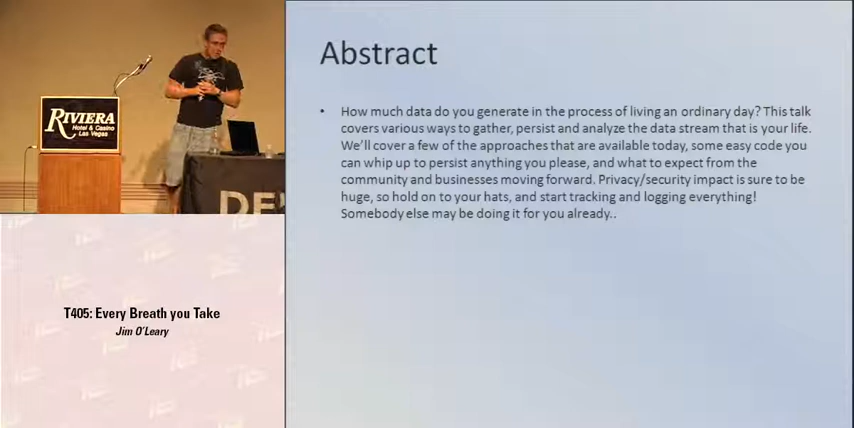 RIVIERA
Hotel & Casino
Las Vegas
DE
T405: Every Breath you Take
Jim O'Leary
Abstract
• How much data do you generate in the process of living an ordinary day? This talk
covers various ways to gather, persist and analyze the data stream that is your life.
We'll cover a few of the approaches that are available today, some easy code you
can whip up to persist anything you please, and what to expect from the
community and businesses moving forward. Privacy/security impact is sure to be
huge, so hold on to your hats, and start tracking and logging everything!
Somebody else may be doing it for you already..